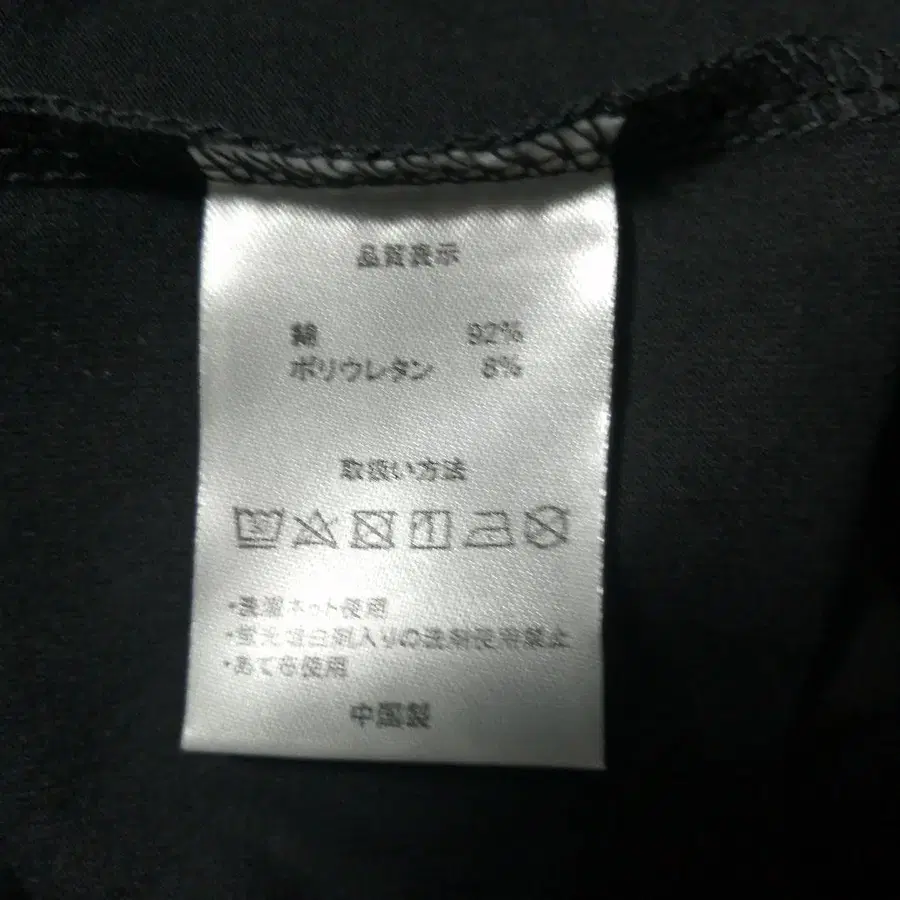 品質表示
綿 92%
ポリウレタン 8%
取扱い方法
・洗濯ネット使用
・蛍光増白剤入りの洗剤使用禁止
・あて布使用
中国製